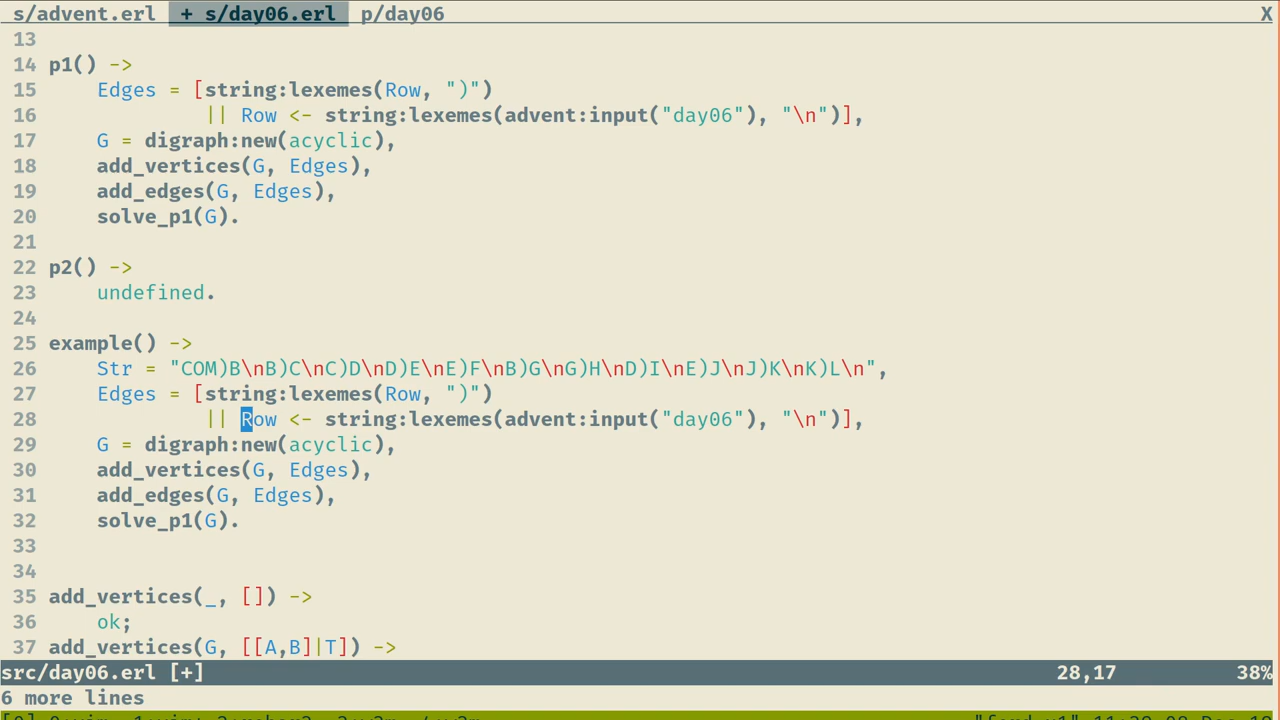 s/advent.erl + s/day06.erl p/day06 X
13
14 p1() ->
15     Edges = [string:lexemes(Row, ")")
16              || Row <- string:lexemes(advent:input("day06"), "\n")],
17     G = digraph:new(acyclic),
18     add_vertices(G, Edges),
19     add_edges(G, Edges),
20     solve_p1(G).
21
22 p2() ->
23     undefined.
24
25 example() ->
26     Str = "COM)B\nB)C\nC)D\nD)E\nE)F\nB)G\nG)H\nD)I\nE)J\nJ)K\nK)L\n",
27     Edges = [string:lexemes(Row, ")")
28              || Row <- string:lexemes(advent:input("day06"), "\n")],
29     G = digraph:new(acyclic),
30     add_vertices(G, Edges),
31     add_edges(G, Edges),
32     solve_p1(G).
33
34
35 add_vertices(_, []) ->
36     ok;
37 add_vertices(G, [[A,B]|T]) ->
src/day06.erl [+] 28,17 38%
6 more lines